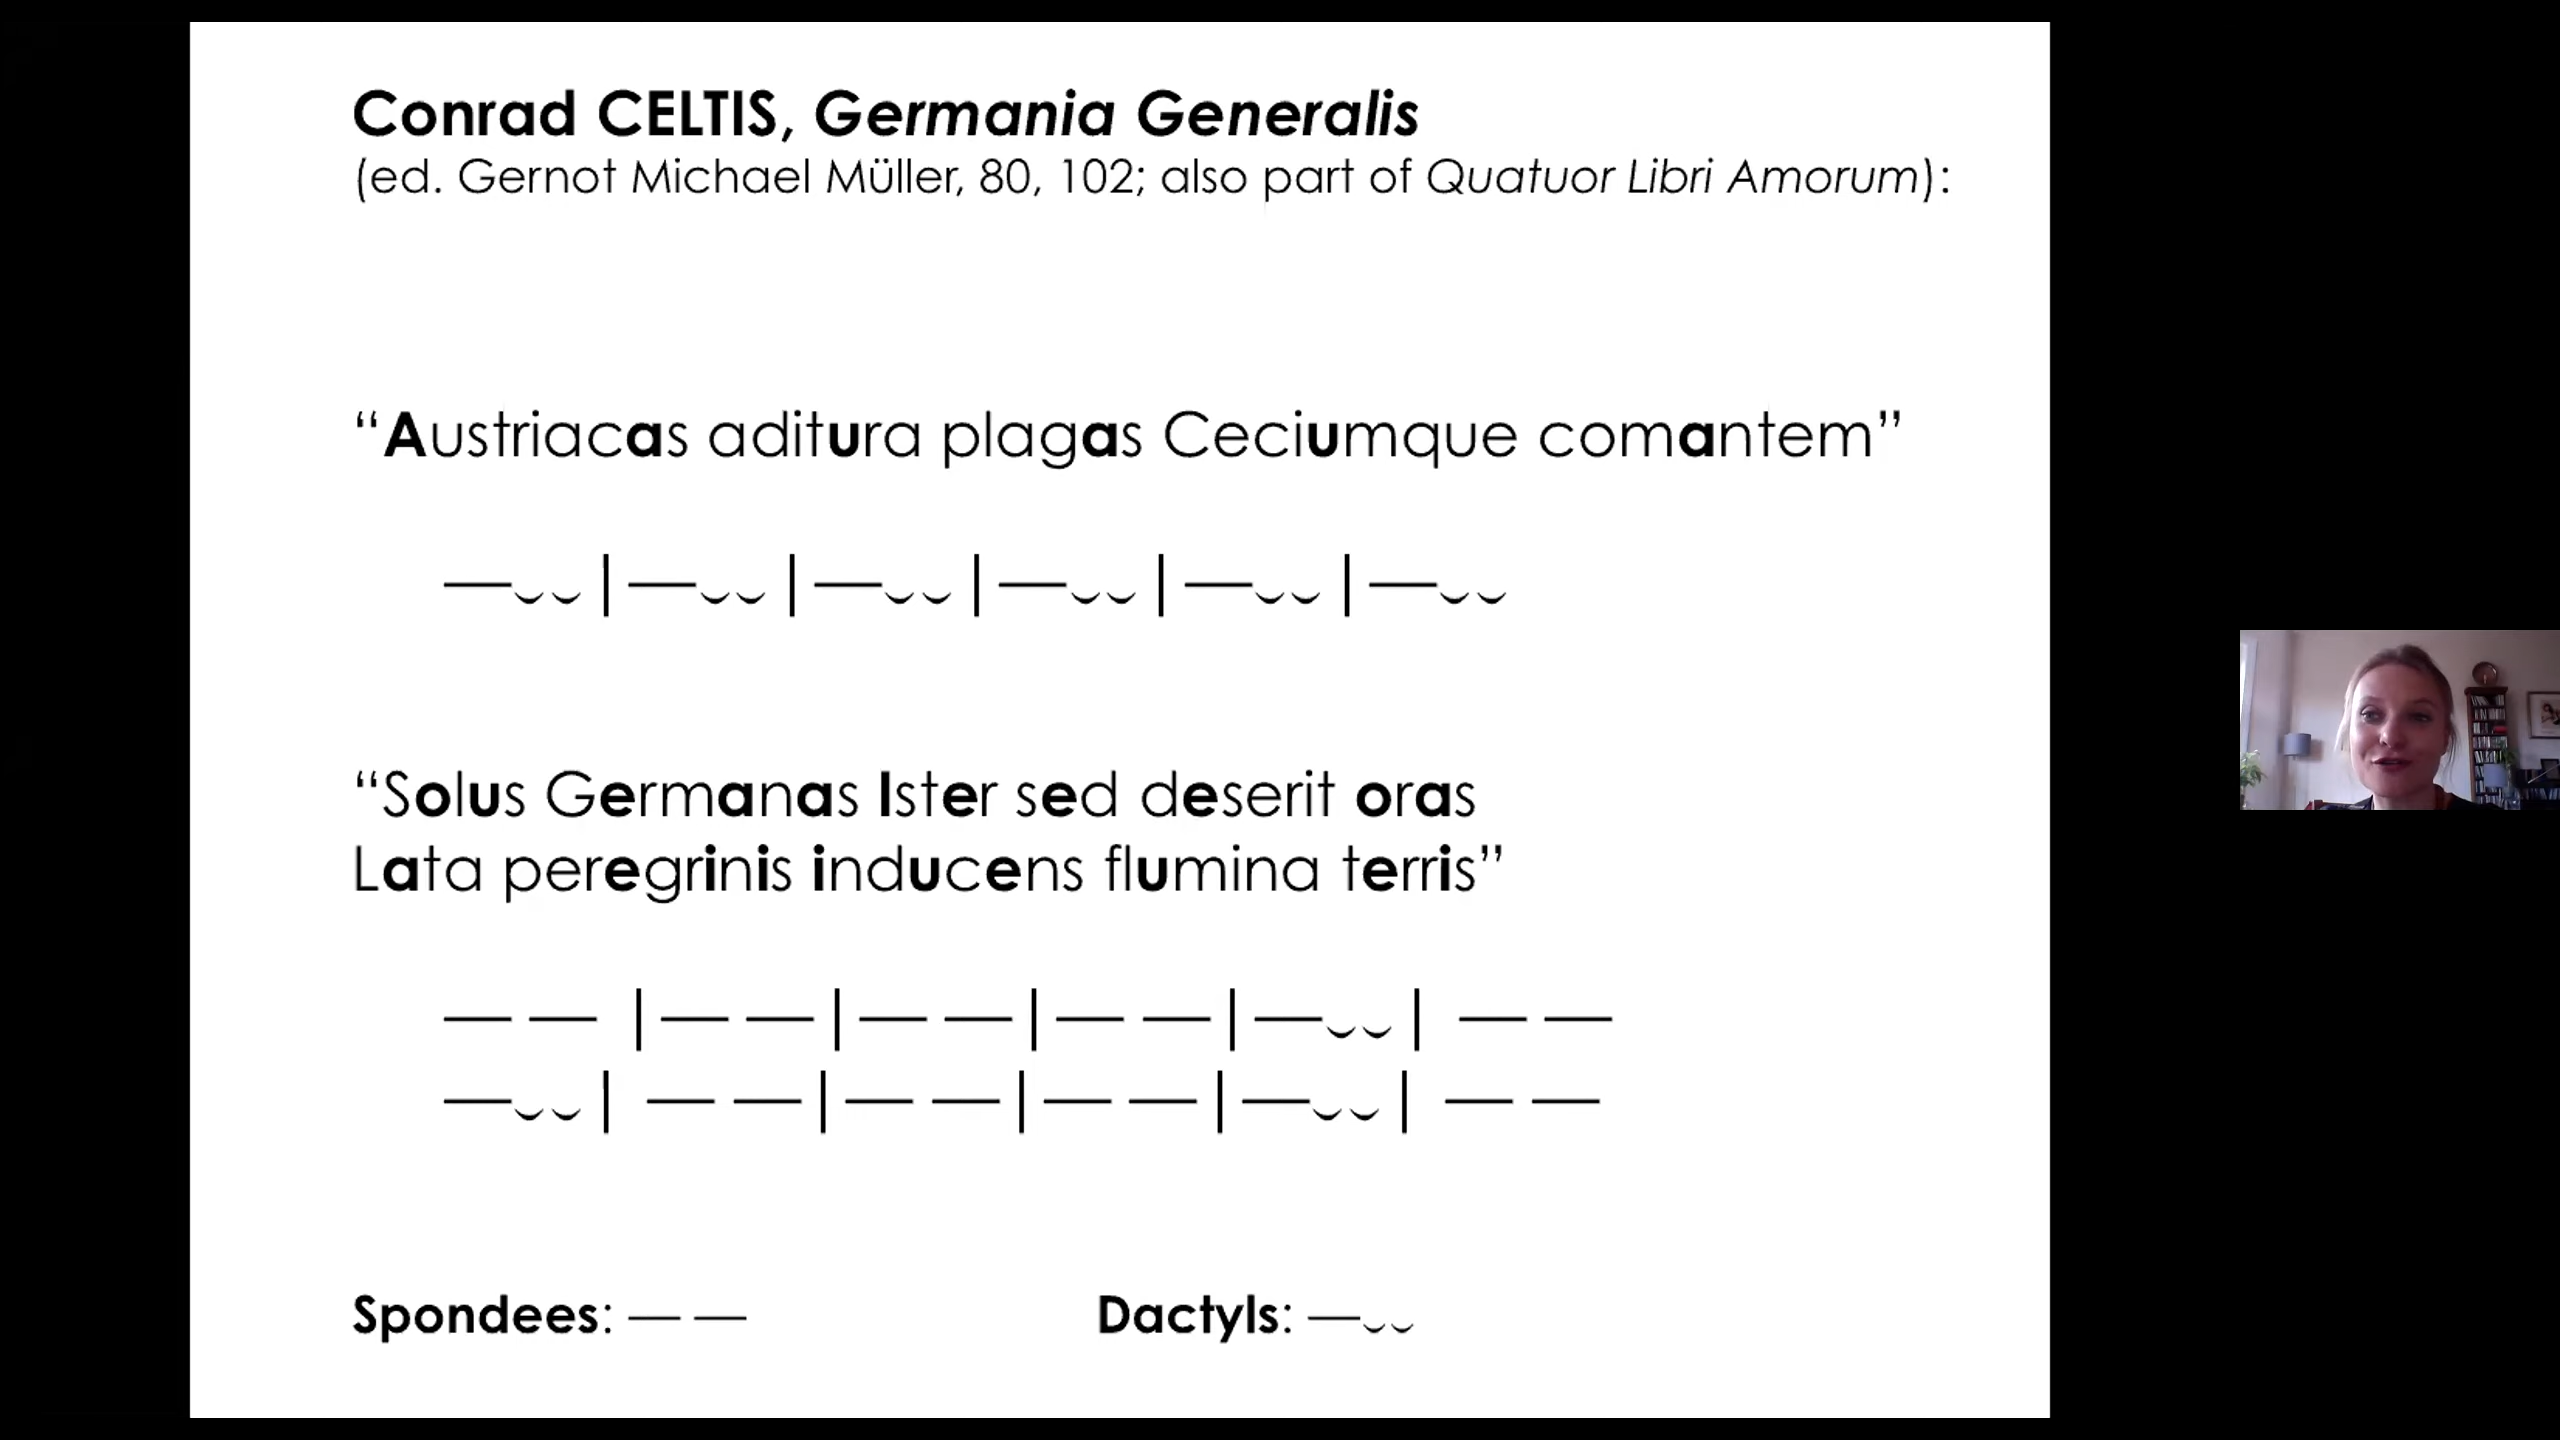 Conrad CELTIS, Germania Generalis
(ed. Gernot Michael Müller, 80, 102; also part of Quatuor Libri Amorum):
“Austriacas aditura plagas Ceciumque comantem”
—⏑⏑|—⏑⏑|—⏑⏑|—⏑⏑|—⏑⏑|—⏑⏑
“Solus Germanas Ister sed deserit oras
Lata peregrinis inducens flumina terris”
— — |— —|— —|— —|—⏑⏑| — —
—⏑⏑| — —|— —|— —|—⏑⏑| — —
Spondees: — — Dactyls: —⏑⏑